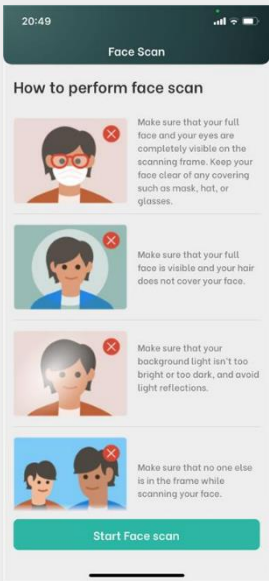 20:49
Face Scan
How to perform face scan
Make sure that your full
face and your eyes are
completely visible on the
scanning frame. Keep your
face clear of any covering
such as mask, hat, or
glasses.
Make sure that your full
face is visible and your hair
does not cover your face.
Make sure that your
background light isn't too
bright or too dark, and avoid
light reflections.
Make sure that no one else
is in the frame while
scanning your face.
Start Face scan